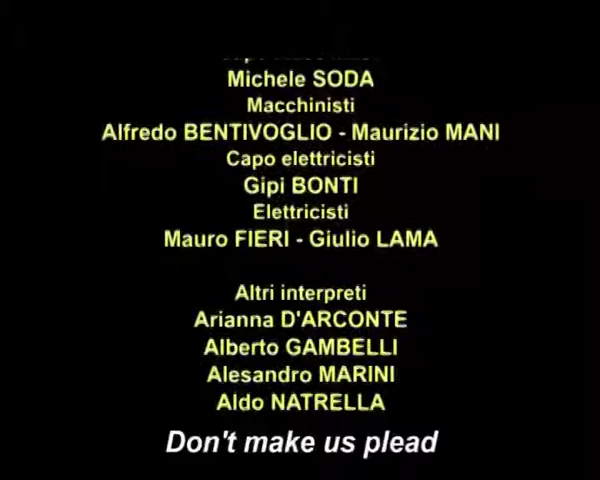 Michele SODA
Macchinisti
Alfredo BENTIVOGLIO - Maurizio MANI
Capo elettricisti
Gipi BONTI
Elettricisti
Mauro FIERI - Giulio LAMA
Altri interpreti
Arianna D'ARCONTE
Alberto GAMBELLI
Alesandro MARINI
Aldo NATRELLA
Don't make us plead